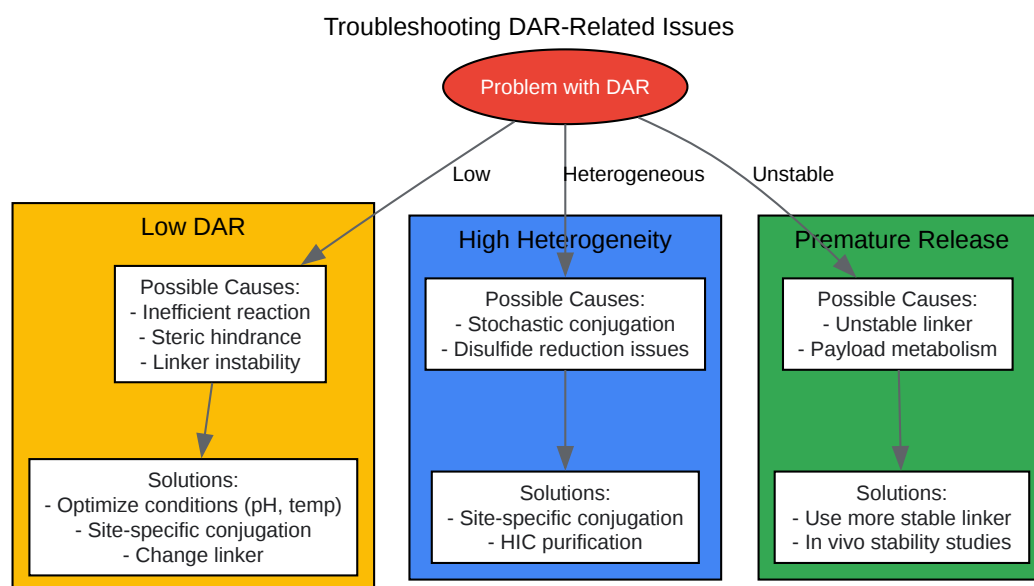 Troubleshooting DAR-Related Issues
Problem with DAR
Low
Heterogeneous
Unstable
Low DAR
Possible Causes:
- Inefficient reaction
- Steric hindrance
- Linker instability
Solutions:
- Optimize conditions (pH, temp)
- Site-specific conjugation
- Change linker
High Heterogeneity
Possible Causes:
- Stochastic conjugation
- Disulfide reduction issues
Solutions:
- Site-specific conjugation
- HIC purification
Premature Release
Possible Causes:
- Unstable linker
- Payload metabolism
Solutions:
- Use more stable linker
- In vivo stability studies